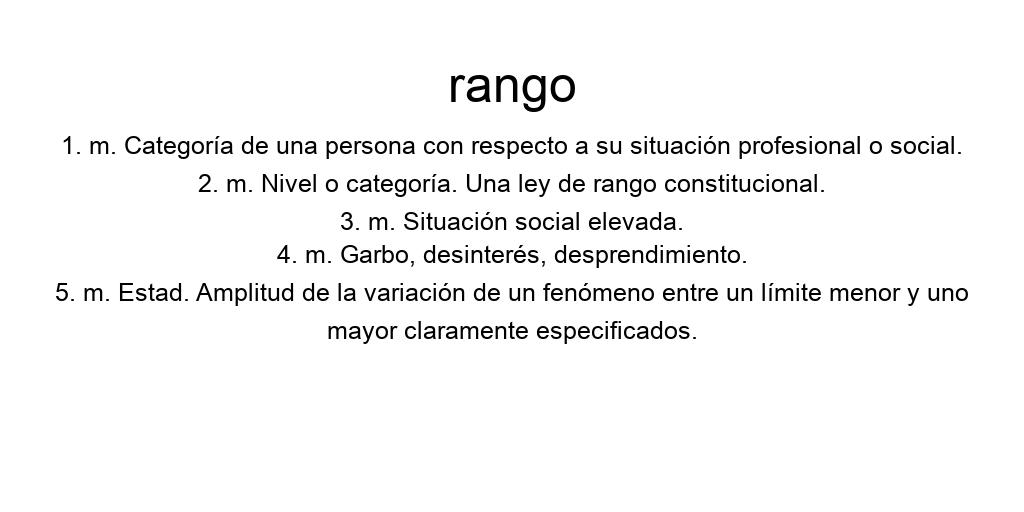 rango
1. m. Categoría de una persona con respecto a su situación profesional o social.
2. m. Nivel o categoría. Una ley de rango constitucional.
3. m. Situación social elevada.
4. m. Garbo, desinterés, desprendimiento.
5. m. Estad. Amplitud de la variación de un fenómeno entre un límite menor y uno
mayor claramente especificados.